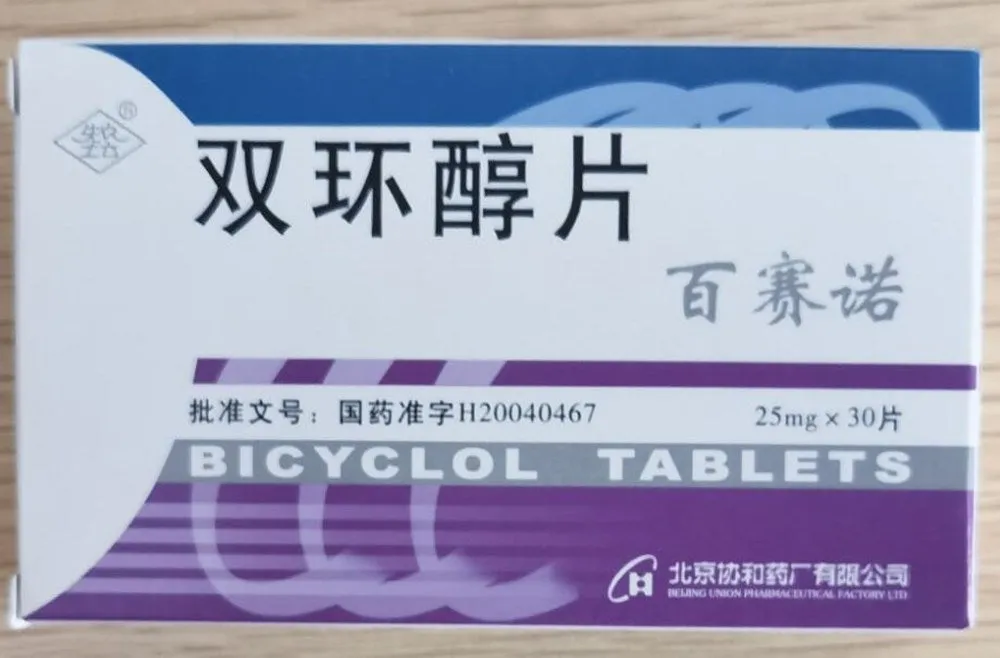 ®
双环醇片
百赛诺
批准文号：国药准字H20040467 25mg×30片
BICYCLOL TABLETS
北京协和药厂有限公司
BEIJING UNION PHARMACEUTICAL FACTORY LTD